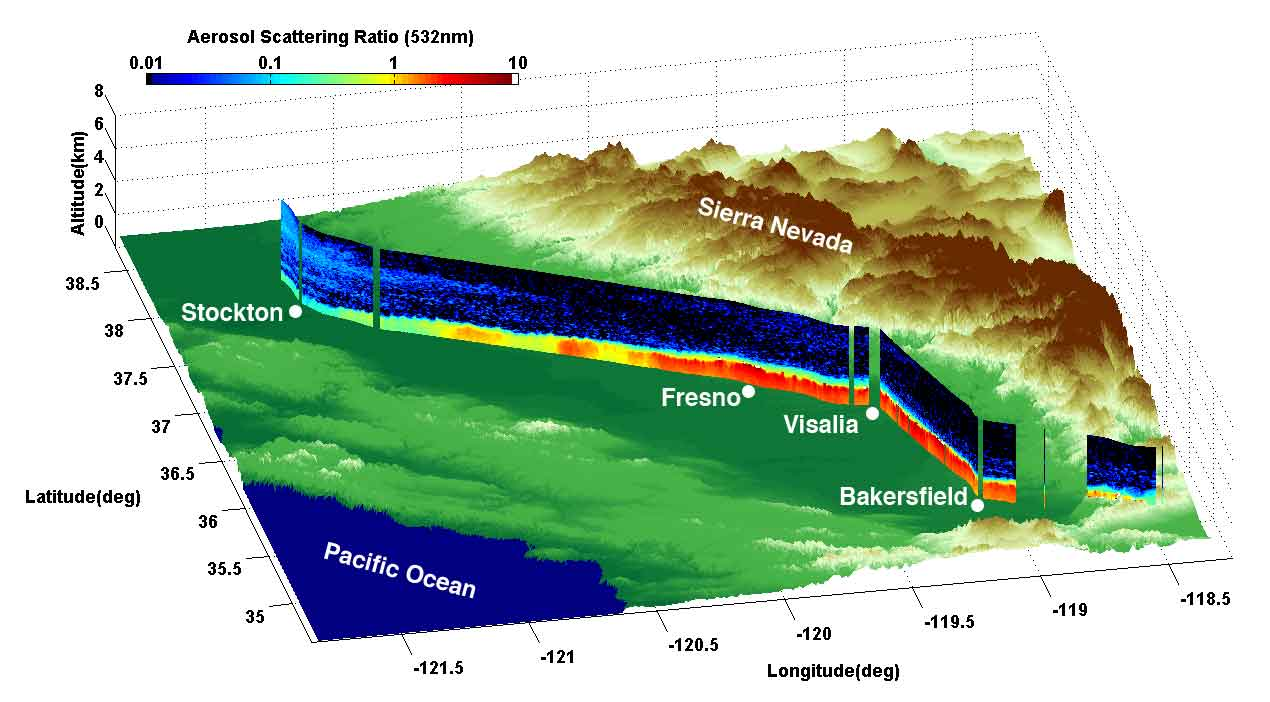 Aerosol Scattering Ratio (532nm)
0.01 0.1 1 10
Altitude(km)
8
6
4
2
0
Sierra Nevada
Stockton
Fresno
Visalia
Bakersfield
Pacific Ocean
Latitude(deg)
38.5
38
37.5
37
36.5
36
35.5
35
-121.5
-121
-120.5
-120
-119.5
-119
-118.5
Longitude(deg)